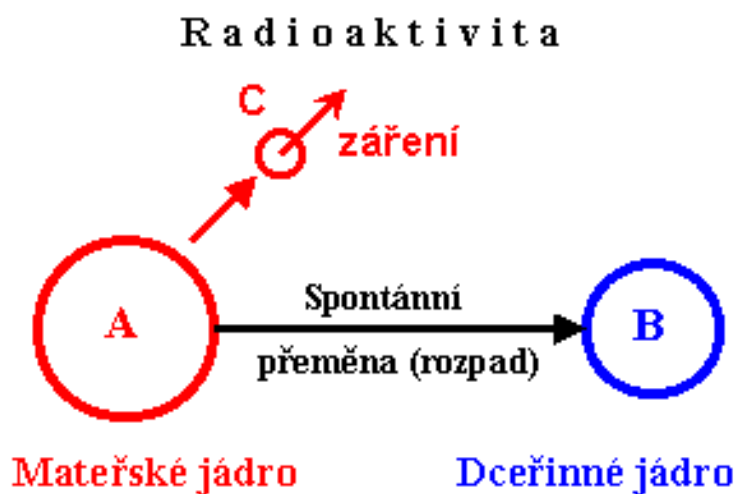 Radioaktivita
C
záření
A
Spontánní
přeměna (rozpad)
B
Mateřské jádro
Dceřinné jádro